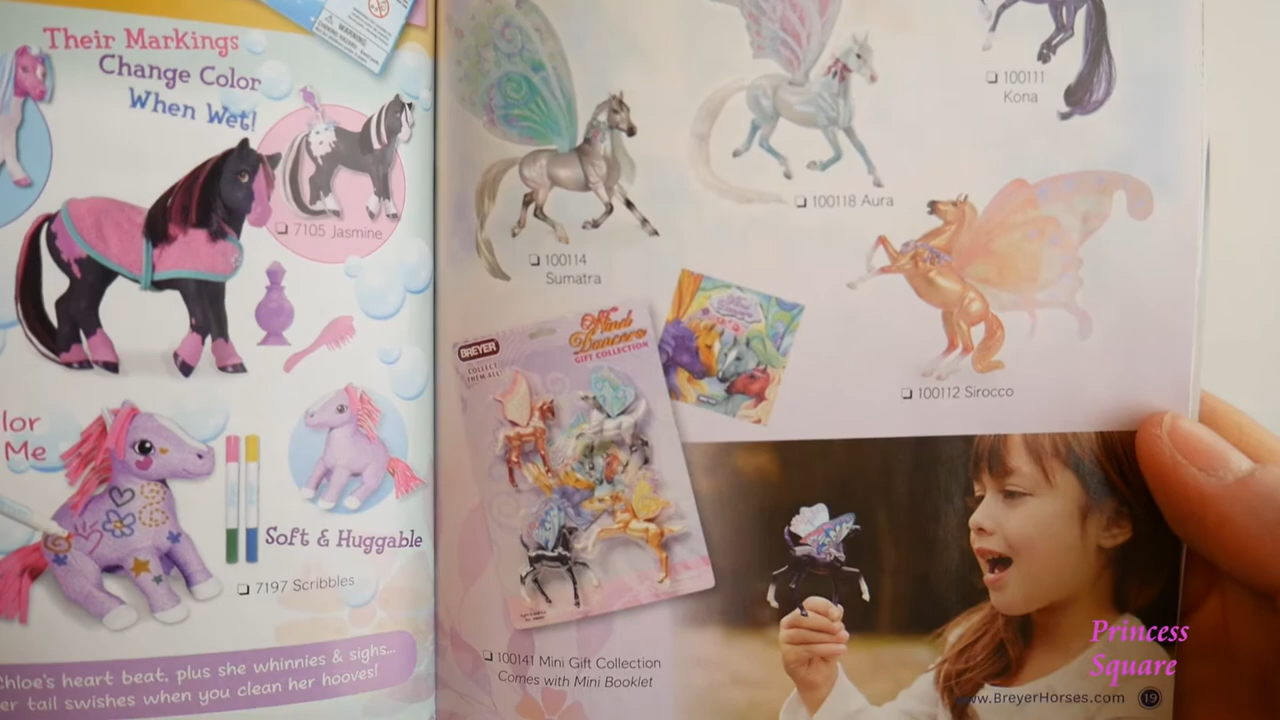 WARNING:
Their Markings
Change Color
When Wet!
7105 Jasmine
lor
Me
Soft & Huggable
7197 Scribbles
Chloe's heart beat, plus she whinnies & sighs...
er tail swishes when you clean her hooves!
100111
Kona
100118 Aura
100114
Sumatra
100112 Sirocco
BREYER
COLLECT
THEM ALL!
Wind
Dancers
GIFT COLLECTION
100141 Mini Gift Collection
Comes with Mini Booklet
Princess
Square
www.BreyerHorses.com 19